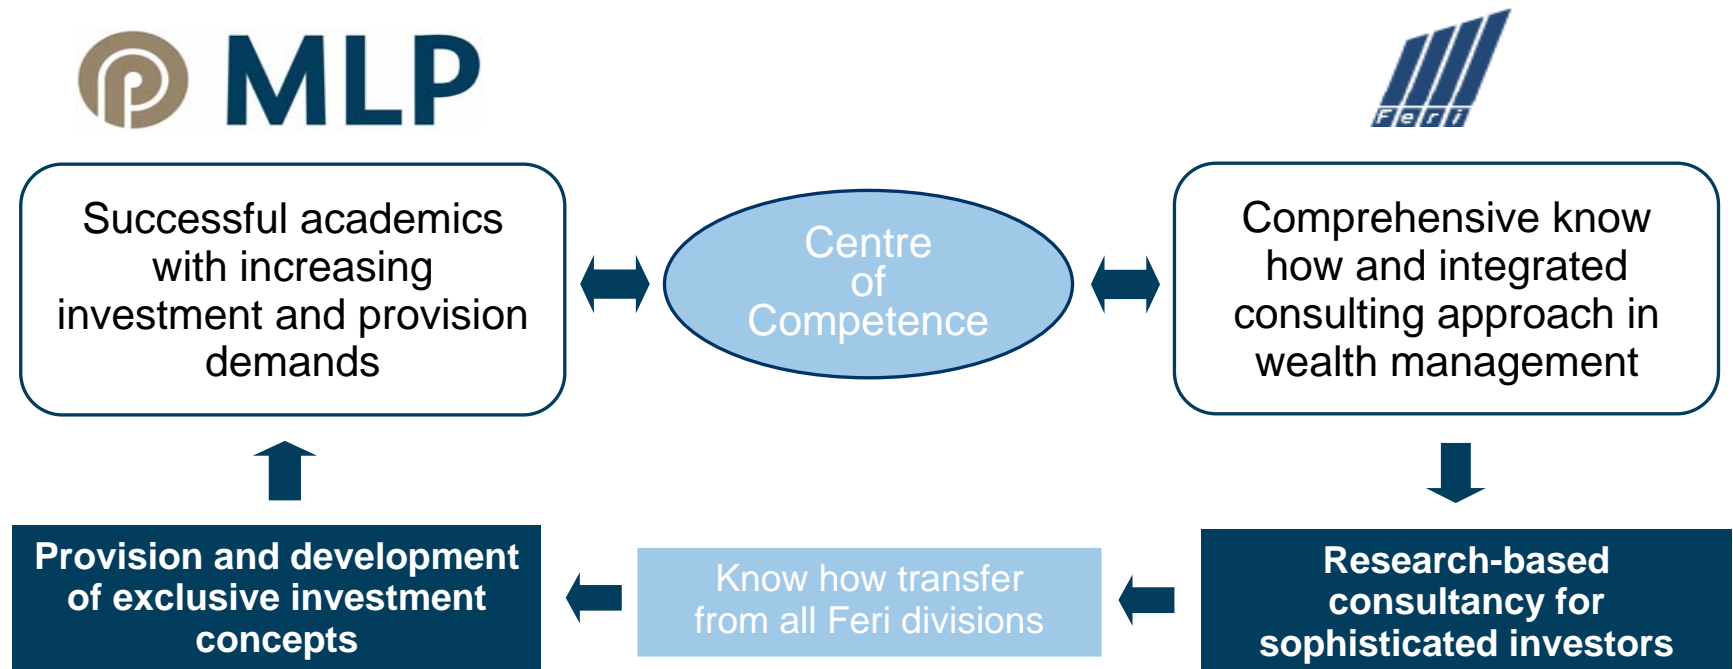 MLP
Feri
Successful academics
with increasing
investment and provision
demands
Centre
of
Competence
Comprehensive know
how and integrated
consulting approach in
wealth management
Provision and development
of exclusive investment
concepts
Know how transfer
from all Feri divisions
Research-based
consultancy for
sophisticated investors